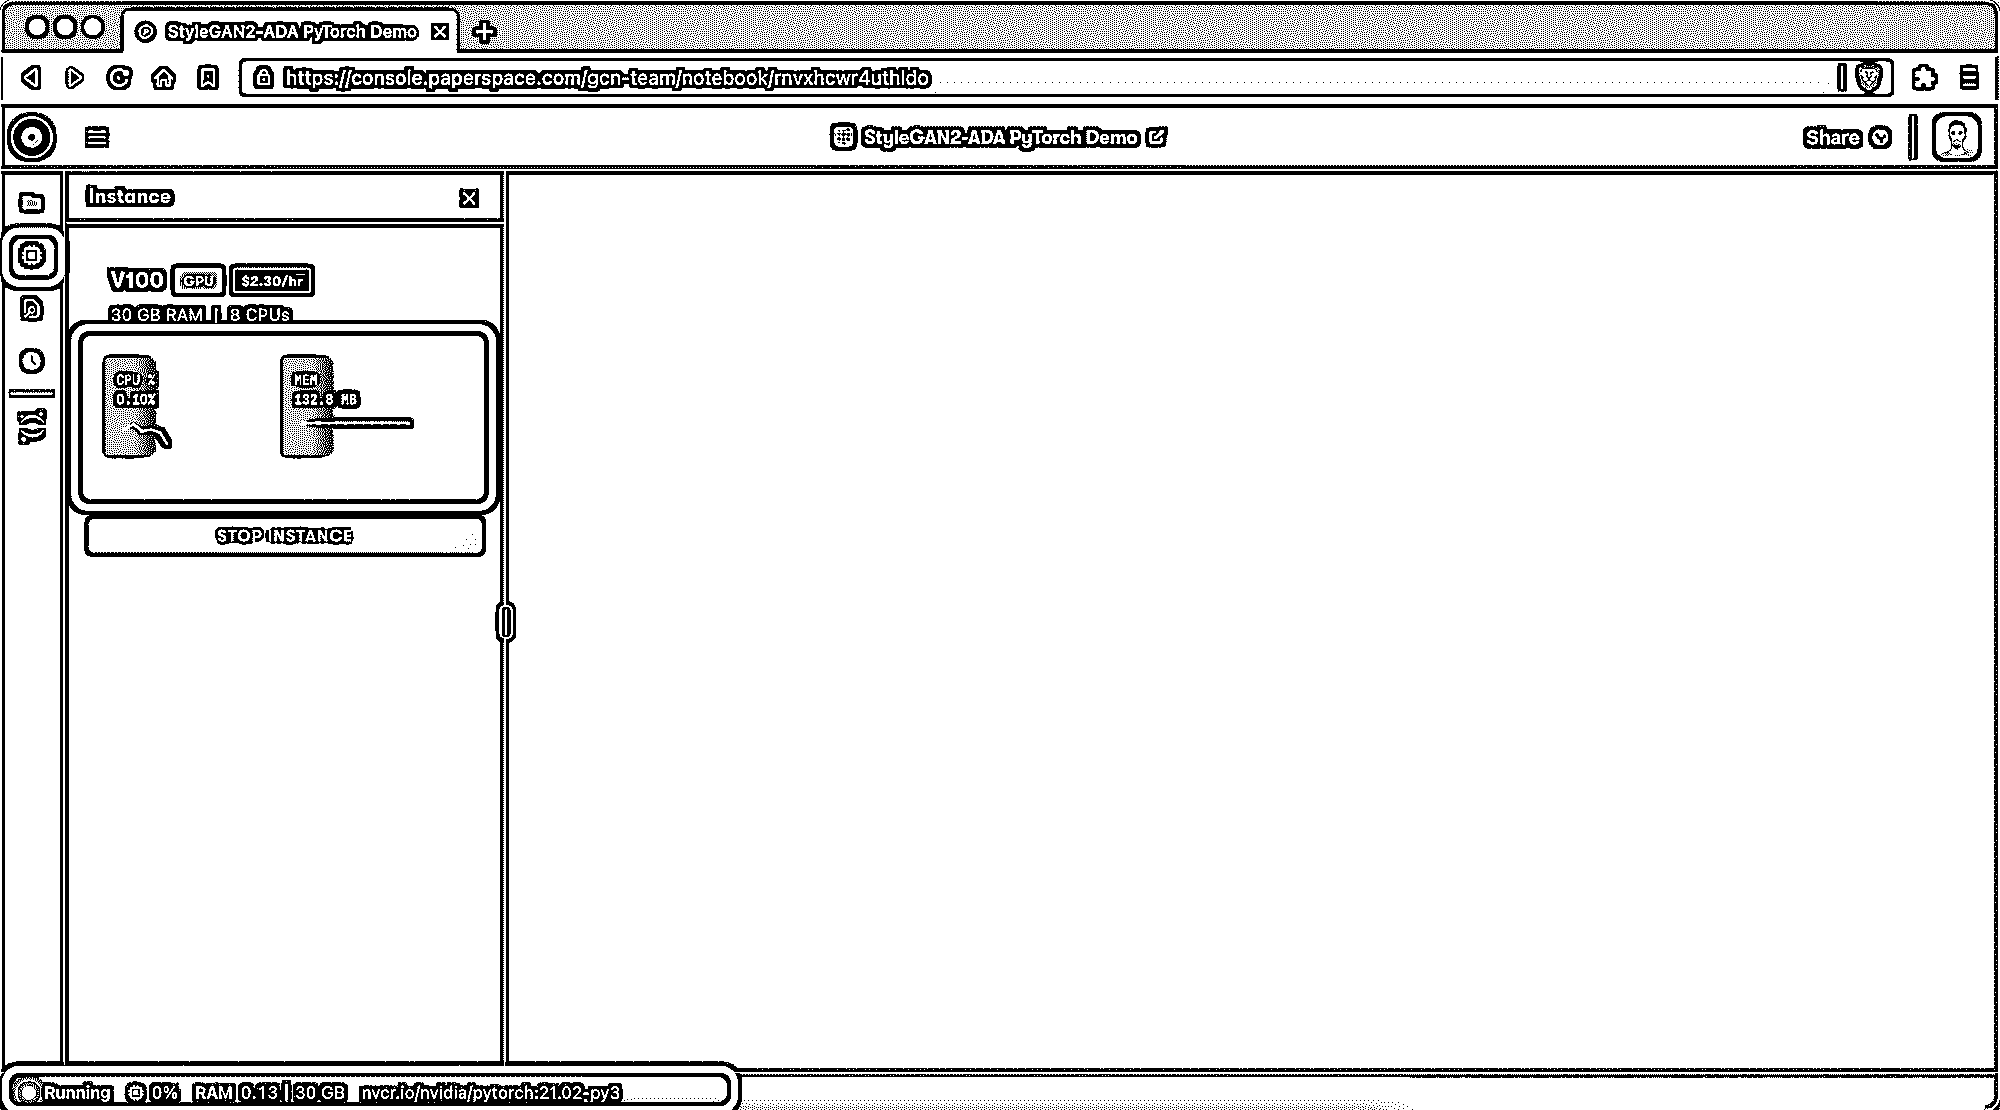 StyleGAN2-ADA PyTorch Demo
https://console.paperspace.com/gcn-team/notebook/rnvxhcwr4uthldo
StyleGAN2-ADA PyTorch Demo
Share
Instance
V100 GPU $2.30/hr
30 GB RAM | 8 CPUs
CPU % MEM
0.10% 132.8 MB
STOP INSTANCE
Running 0% RAM 0.13 | 30 GB nvcr.io/nvidia/pytorch:21.02-py3